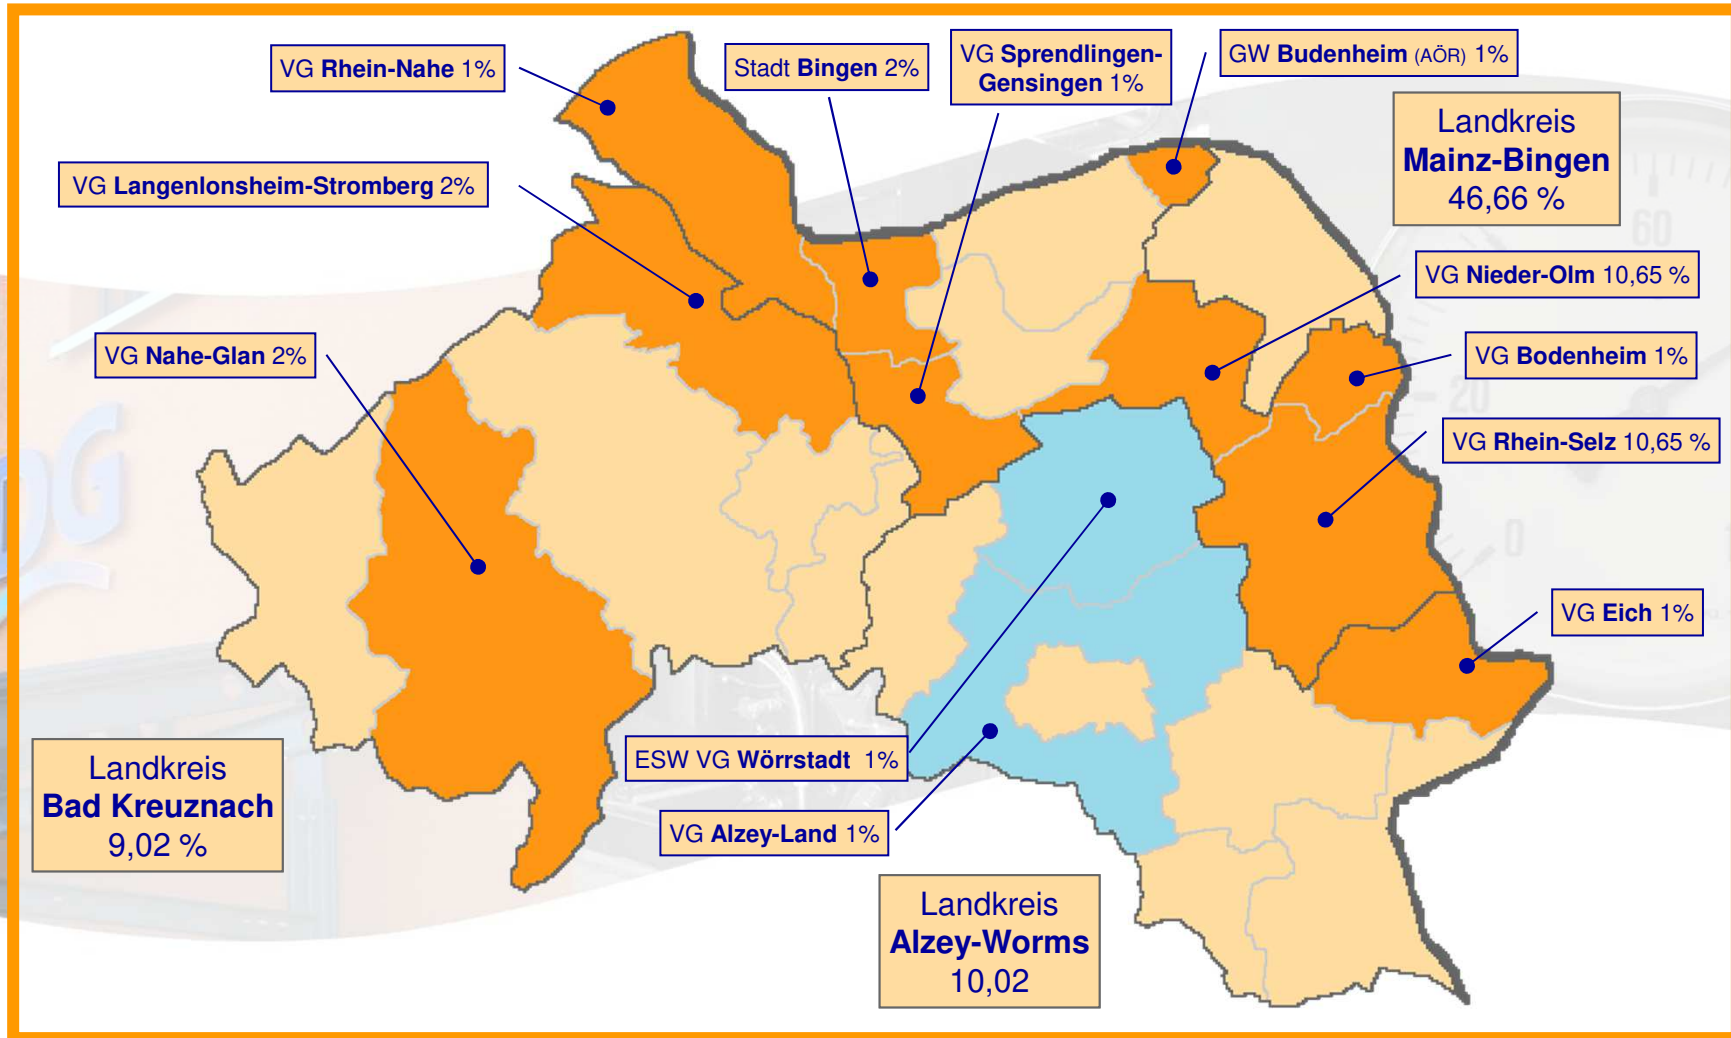 VG Rhein-Nahe 1%
Stadt Bingen 2%
VG Sprendlingen-
Gensingen 1%
GW Budenheim (AÖR) 1%
Landkreis
Mainz-Bingen
46,66 %
VG Langenlonsheim-Stromberg 2%
60
VG Nieder-Olm 10,65 %
VG Nahe-Glan 2%
VG Bodenheim 1%
20
VG Rhein-Selz 10,65 %
0
VG Eich 1%
ESW VG Wörrstadt 1%
Landkreis
Bad Kreuznach
9,02 %
VG Alzey-Land 1%
Landkreis
Alzey-Worms
10,02